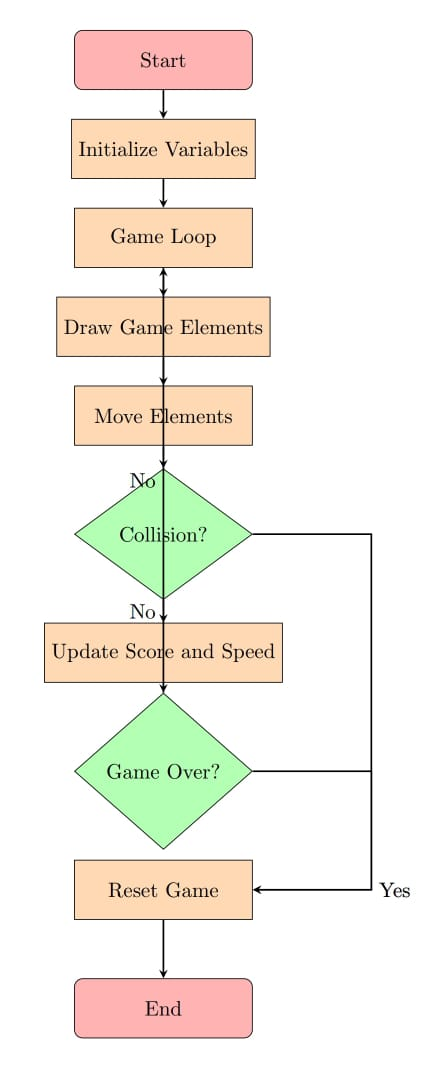 Start
Initialize Variables
Game Loop
Draw Game Elements
Move Elements
No
Collision?
No
Update Score and Speed
Game Over?
Reset Game
Yes
End